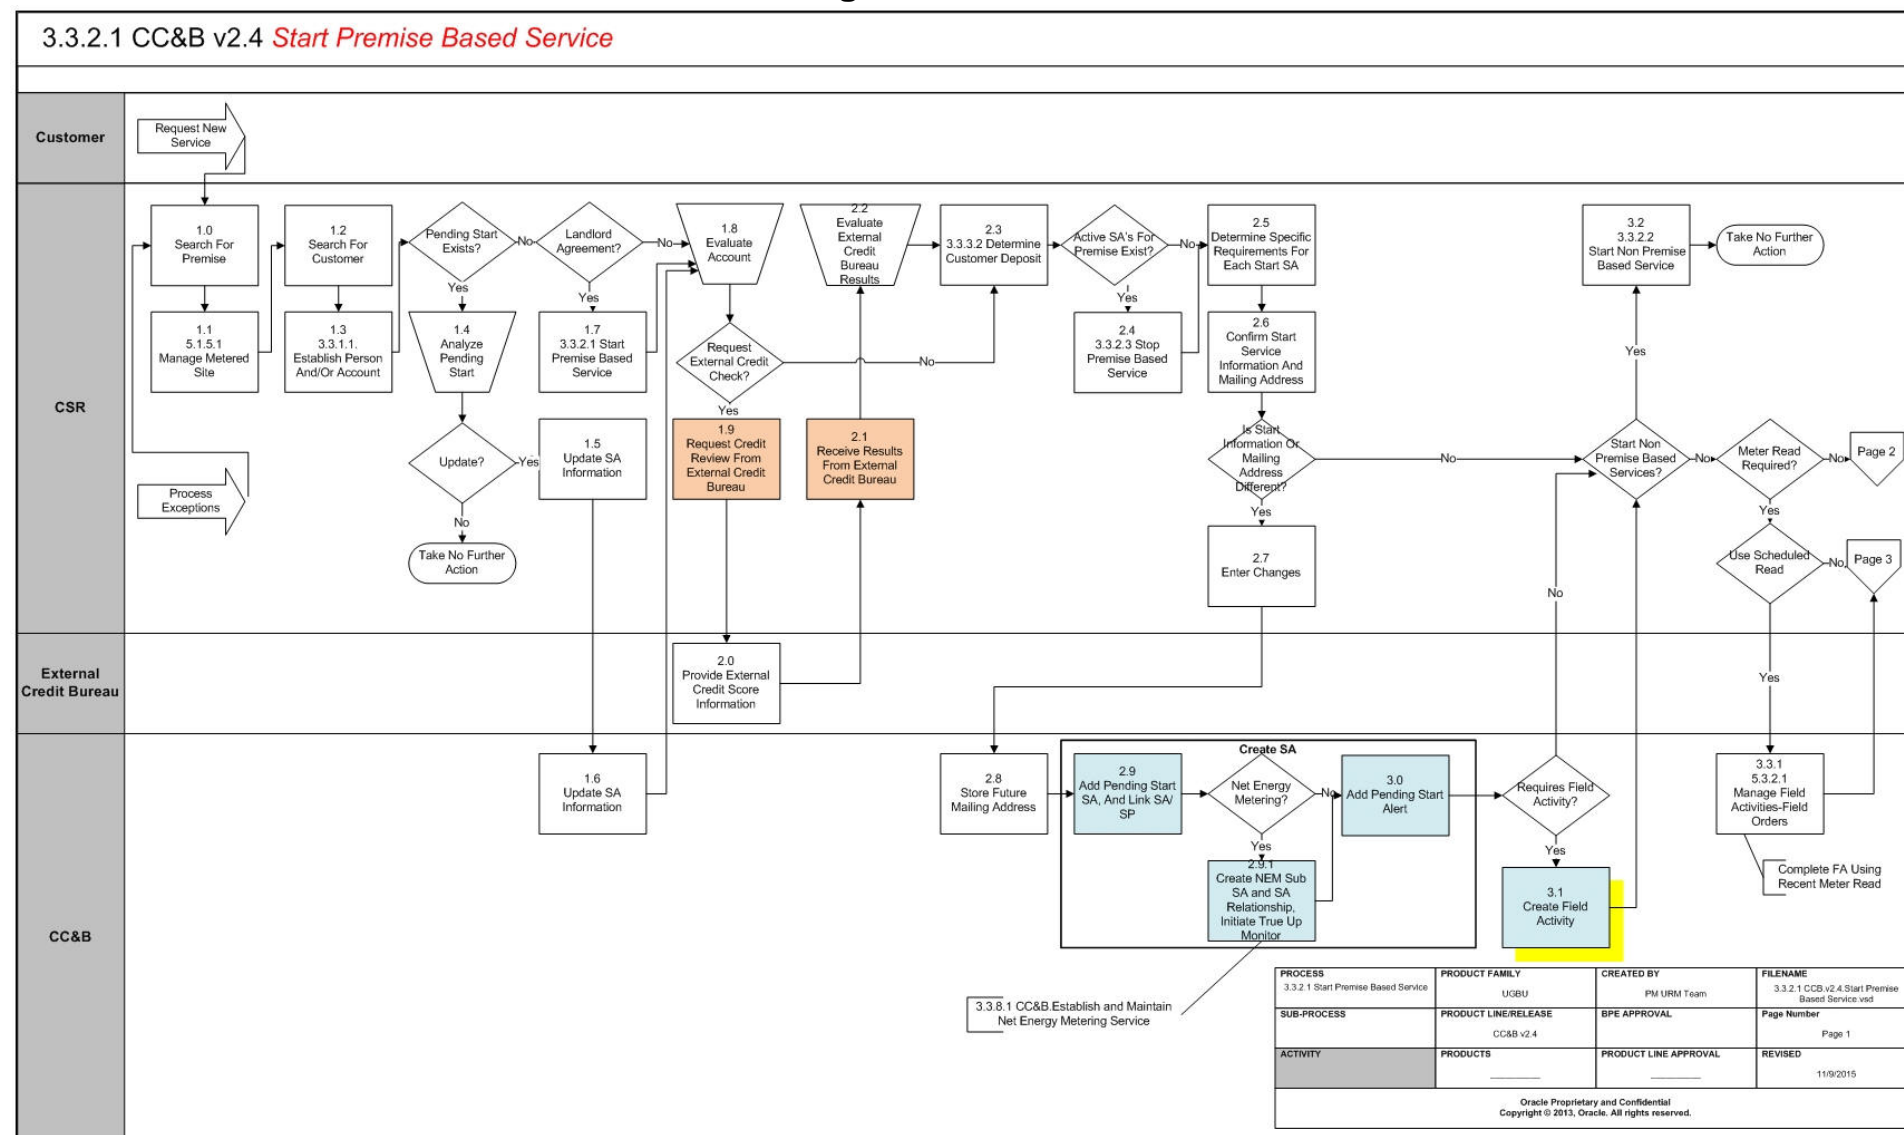 3.3.2.1 CC&B v2.4 Start Premise Based Service
Customer
Request New
Service
CSR
1.0
Search For
Premise
1.2
Search For
Customer
Pending Start
Exists?
No
Landlord
Agreement?
No
1.8
Evaluate
Account
2.2
Evaluate
External
Credit
Bureau
Results
2.3
3.3.3.2 Determine
Customer Deposit
Active SA's For
Premise Exist?
No
2.5
Determine Specific
Requirements For
Each Start SA
3.2
3.3.2.2
Start Non Premise
Based Service
Take No Further
Action
Yes
Yes
Yes
1.1
5.1.5.1
Manage Metered
Site
1.3
3.3.1.1.
Establish Person
And/Or Account
1.4
Analyze
Pending
Start
1.7
3.3.2.1 Start
Premise Based
Service
Request
External Credit
Check?
No
2.4
3.3.2.3 Stop
Premise Based
Service
2.6
Confirm Start
Service
Information And
Mailing Address
Yes
Yes
Process
Exceptions
Update?
Yes
1.5
Update SA
Information
1.9
Request Credit
Review From
External Credit
Bureau
2.1
Receive Results
From External
Credit Bureau
Is Start
Information Or
Mailing
Address
Different?
No
Start Non
Premise Based
Services?
No
Meter Read
Required?
No
Page 2
No
Take No Further
Action
Yes
2.7
Enter Changes
No
Yes
Use Scheduled
Read
No
Page 3
External
Credit Bureau
2.0
Provide External
Credit Score
Information
Yes
CC&B
1.6
Update SA
Information
2.8
Store Future
Mailing Address
Create SA
2.9
Add Pending Start
SA, And Link SA/
SP
Net Energy
Metering?
No
3.0
Add Pending Start
Alert
Requires Field
Activity?
3.3.1
5.3.2.1
Manage Field
Activities-Field
Orders
Yes
2.9.1
Create NEM Sub
SA and SA
Relationship,
Initiate True Up
Monitor
Yes
3.1
Create Field
Activity
Complete FA Using
Recent Meter Read
3.3.8.1 CC&B.Establish and Maintain
Net Energy Metering Service
PROCESS
3.3.2.1 Start Premise Based Service
PRODUCT FAMILY
UGBU
CREATED BY
PM URM Team
FILENAME
3.3.2.1 CCB.v2.4.Start Premise
Based Service.vsd
SUB-PROCESS
PRODUCT LINE/RELEASE
CC&B v2.4
BPE APPROVAL
Page Number
Page 1
ACTIVITY
PRODUCTS
PRODUCT LINE APPROVAL
REVISED
11/9/2015
Oracle Proprietary and Confidential
Copyright © 2013, Oracle. All rights reserved.